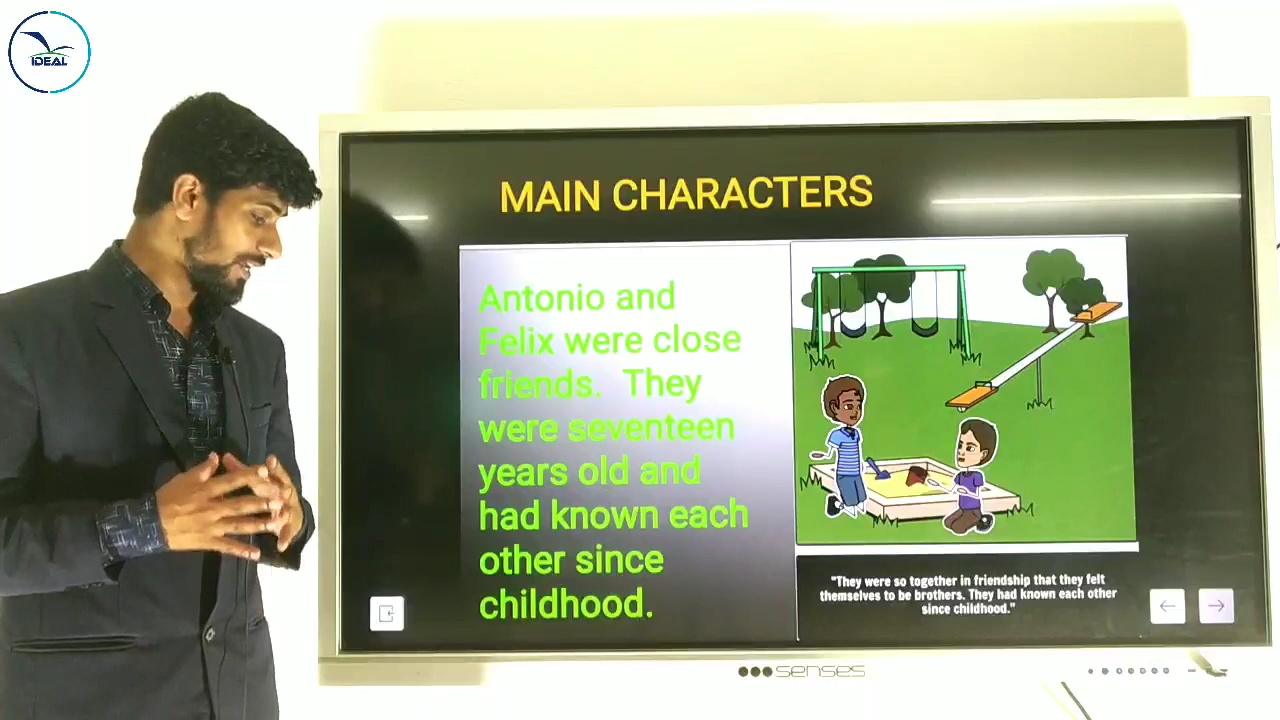 IDEAL
MAIN CHARACTERS
Antonio and
Felix were close
friends. They
were seventeen
years old and
had known each
other since
childhood.
"They were so together in friendship that they felt
themselves to be brothers. They had known each other
since childhood."
senses